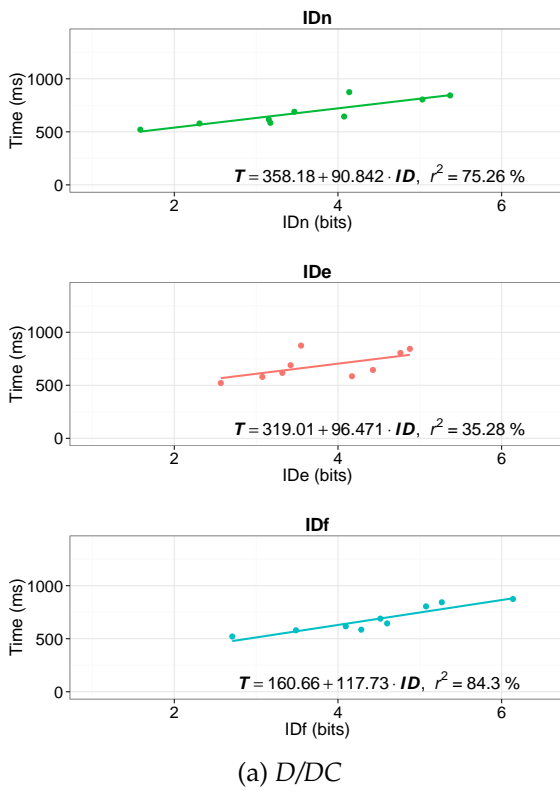 IDn
Time (ms)
1000
500
0
T = 358.18 + 90.842 · ID, r² = 75.26 %
2 4 6
IDn (bits)
IDe
Time (ms)
1000
500
0
T = 319.01 + 96.471 · ID, r² = 35.28 %
2 4 6
IDe (bits)
IDf
Time (ms)
1000
500
0
T = 160.66 + 117.73 · ID, r² = 84.3 %
2 4 6
IDf (bits)
(a) D/DC